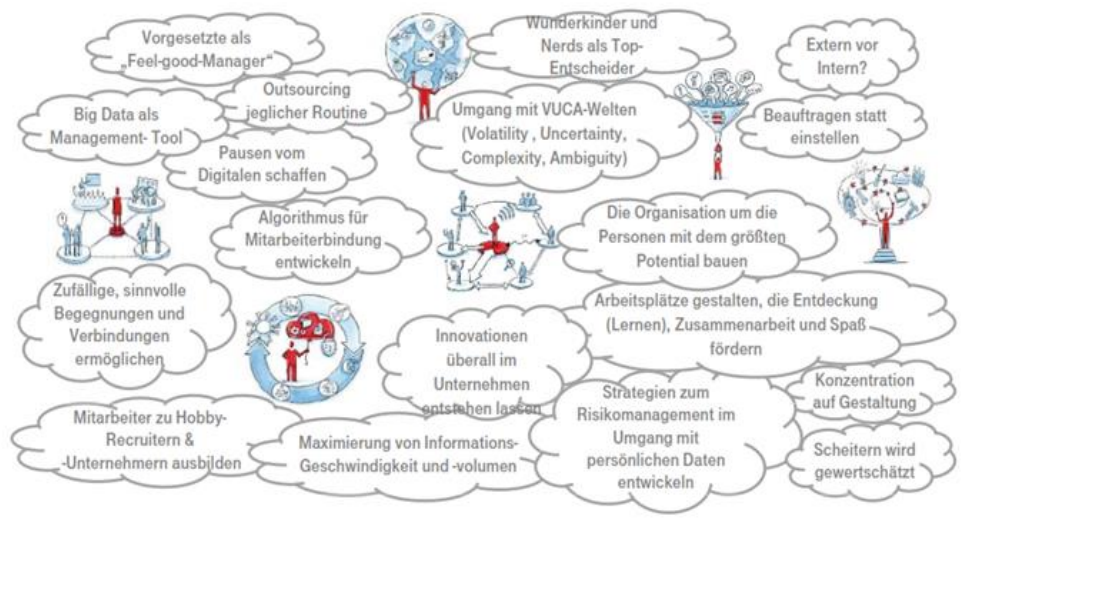 Vorgesetzte als
„Feel-good-Manager“
Wunderkinder und
Nerds als Top-
Entscheider
Extern vor
Intern?
Outsourcing
jeglicher Routine
Big Data als
Management- Tool
Umgang mit VUCA-Welten
(Volatility , Uncertainty,
Complexity, Ambiguity)
Beauftragen statt
einstellen
Pausen vom
Digitalen schaffen
Algorithmus für
Mitarbeiterbindung
entwickeln
Die Organisation um die
Personen mit dem größten
Potential bauen
Zufällige, sinnvolle
Begegnungen und
Verbindungen
ermöglichen
Arbeitsplätze gestalten, die Entdeckung
(Lernen), Zusammenarbeit und Spaß
fördern
Innovationen
überall im
Unternehmen
entstehen lassen
Konzentration
auf Gestaltung
Strategien zum
Risikomanagement im
Umgang mit
persönlichen Daten
entwickeln
Mitarbeiter zu Hobby-
Recruitern &
-Unternehmern ausbilden
Maximierung von Informations-
Geschwindigkeit und -volumen
Scheitern wird
gewertschätzt